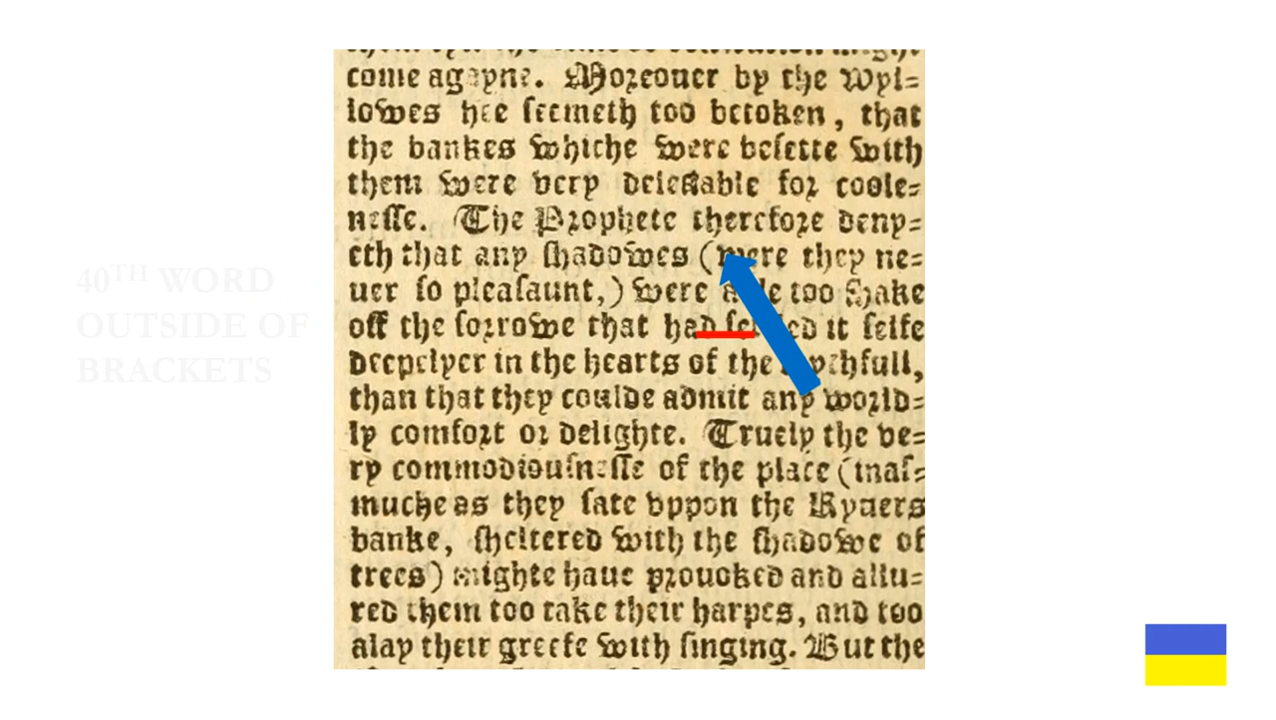 40TH WORD
OUTSIDE OF
BRACKETS
come agayne. Moreouer by the Wyl=
lowes hee ſeemeth too betoken, that
the bankes whiche were beſette with
them were very delectable for coole=
neſſe. The Prophete therefore deny=
eth that any ſhadowes (were they ne=
uer ſo pleaſaunt,) were too ſhake
off the ſorrowe that had it ſelfe
deepelyer in the hearts of the
than that they coulde admit any world=
ly comfort or delighte. Truely the ve=
ry commodiouſneſſe of the place (inaſ=
muche as they ſate vppon the Ryuers
banke, ſheltered with the ſhadowe of
trees) mighte haue prouoked and allu=
red them too take their harpes, and too
alay their greefe with ſinging. But the